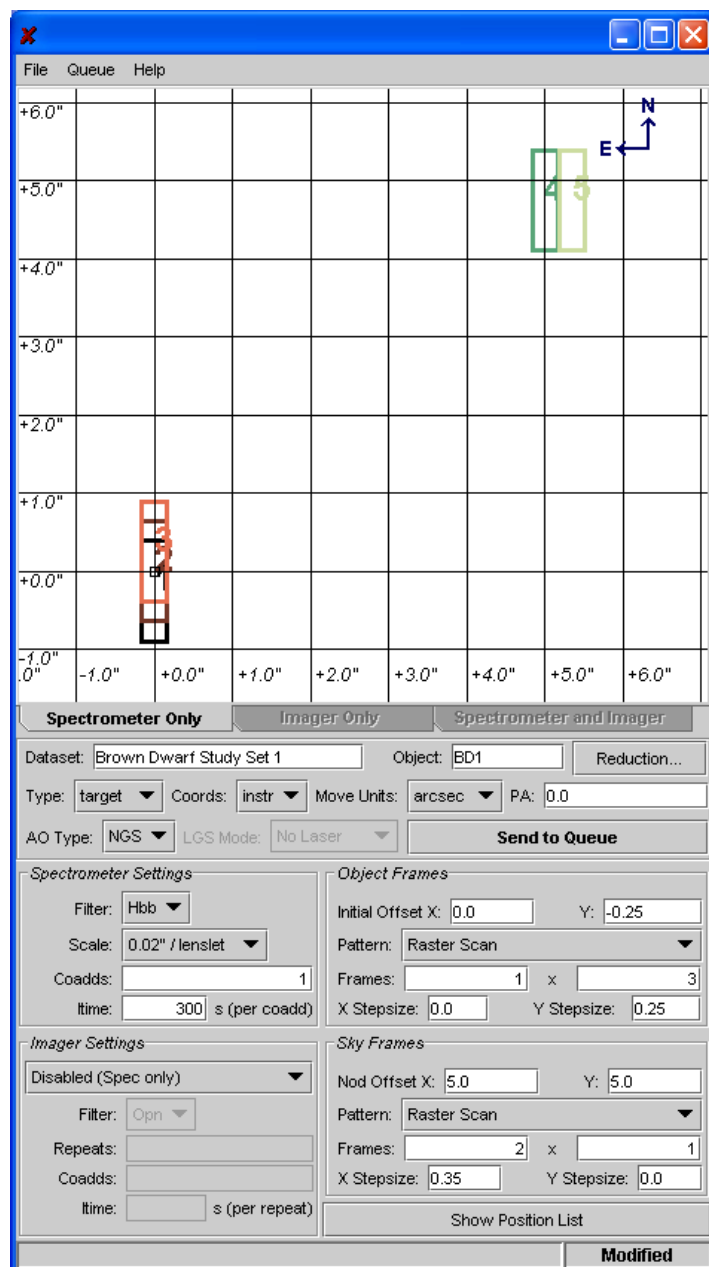 File Queue Help
+6.0"
N
E
+5.0"
4 5
+4.0"
+3.0"
+2.0"
+1.0"
3
+0.0"
-1.0"
.0" -1.0" +0.0" +1.0" +2.0" +3.0" +4.0" +5.0" +6.0"
Spectrometer Only Imager Only Spectrometer and Imager
Dataset: Brown Dwarf Study Set 1 Object: BD1 Reduction...
Type: target Coords: instr Move Units: arcsec PA: 0.0
AO Type: NGS LGS Mode: No Laser Send to Queue
Spectrometer Settings
Filter: Hbb
Scale: 0.02" / lenslet
Coadds: 1
Itime: 300 s (per coadd)
Object Frames
Initial Offset X: 0.0 Y: -0.25
Pattern: Raster Scan
Frames: 1 x 3
X Stepsize: 0.0 Y Stepsize: 0.25
Imager Settings
Disabled (Spec only)
Filter: Opn
Repeats:
Coadds:
Itime: s (per repeat)
Sky Frames
Nod Offset X: 5.0 Y: 5.0
Pattern: Raster Scan
Frames: 2 x 1
X Stepsize: 0.35 Y Stepsize: 0.0
Show Position List
Modified